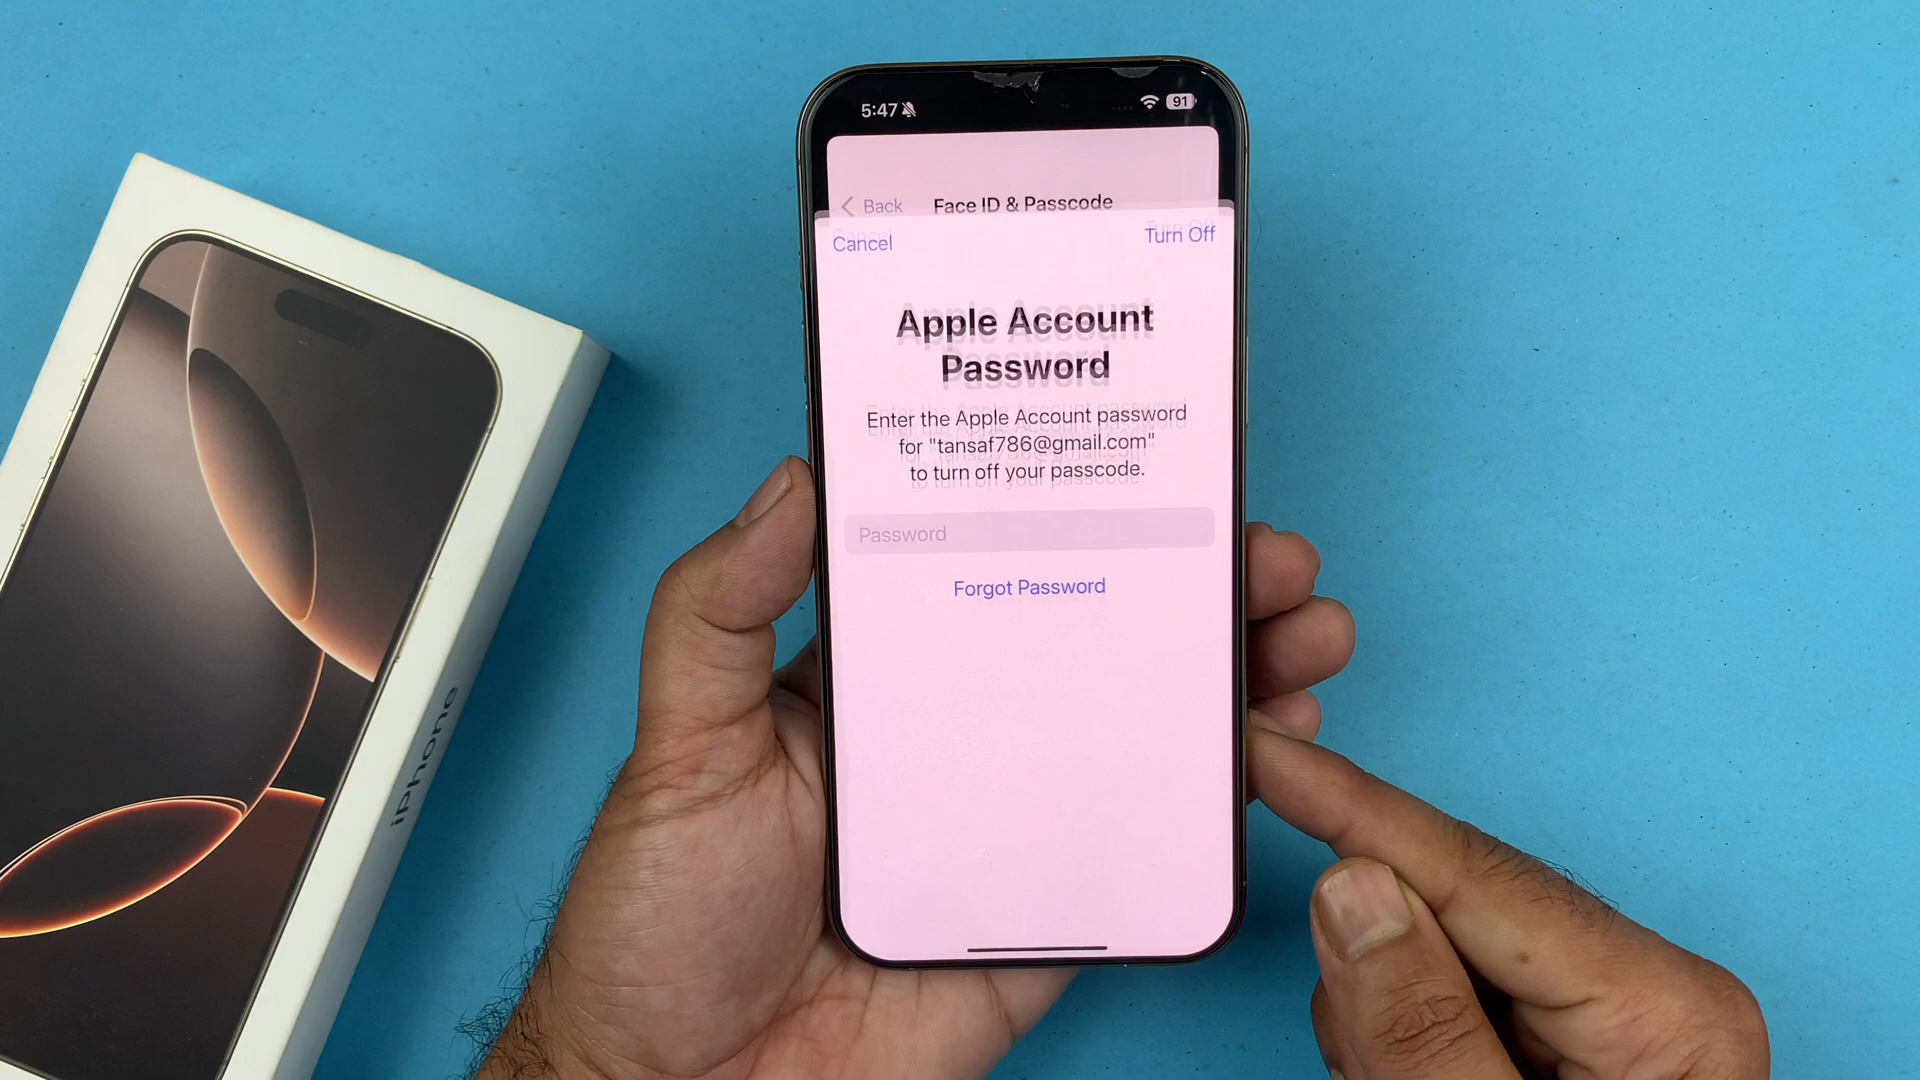 5:47
91
Back
Face ID & Passcode
Cancel
Turn Off
Apple Account
Password
Enter the Apple Account password
for "tansaf786@gmail.com"
to turn off your passcode.
Password
Forgot Password
iPhone